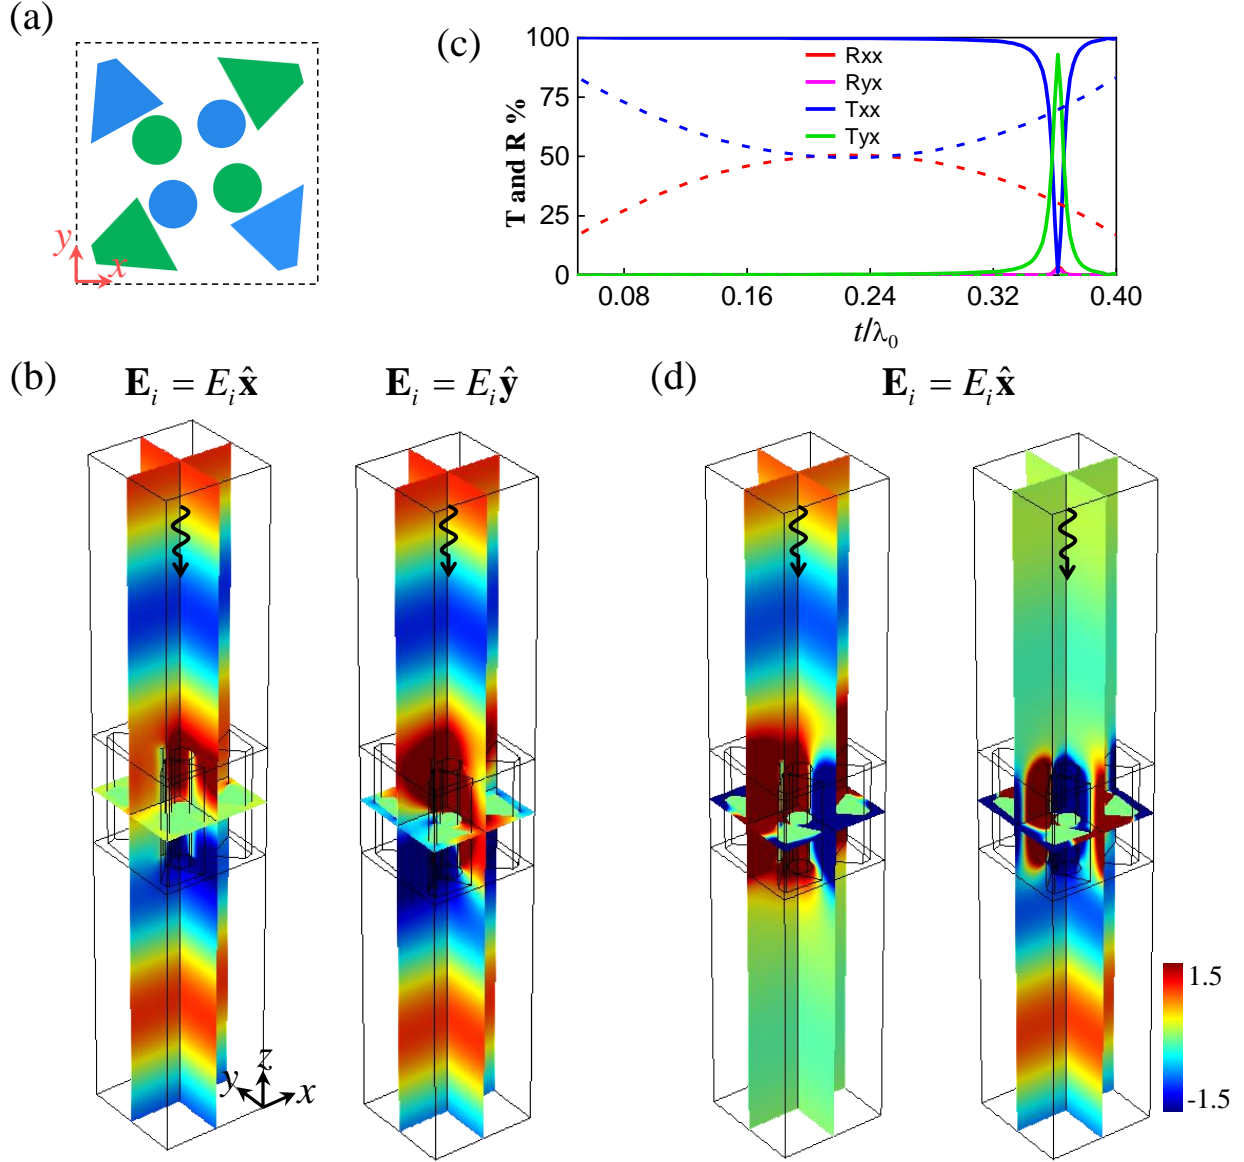 (a)
y
x
(c)
T and R %
100
75
50
25
0
Rxx
Ryx
Txx
Tyx
0.08 0.16 0.24 0.32 0.40
t/λ₀
(b)
𝐄ᵢ = Eᵢx̂
𝐄ᵢ = Eᵢŷ
(d)
𝐄ᵢ = Eᵢx̂
z
y
x
1.5
-1.5